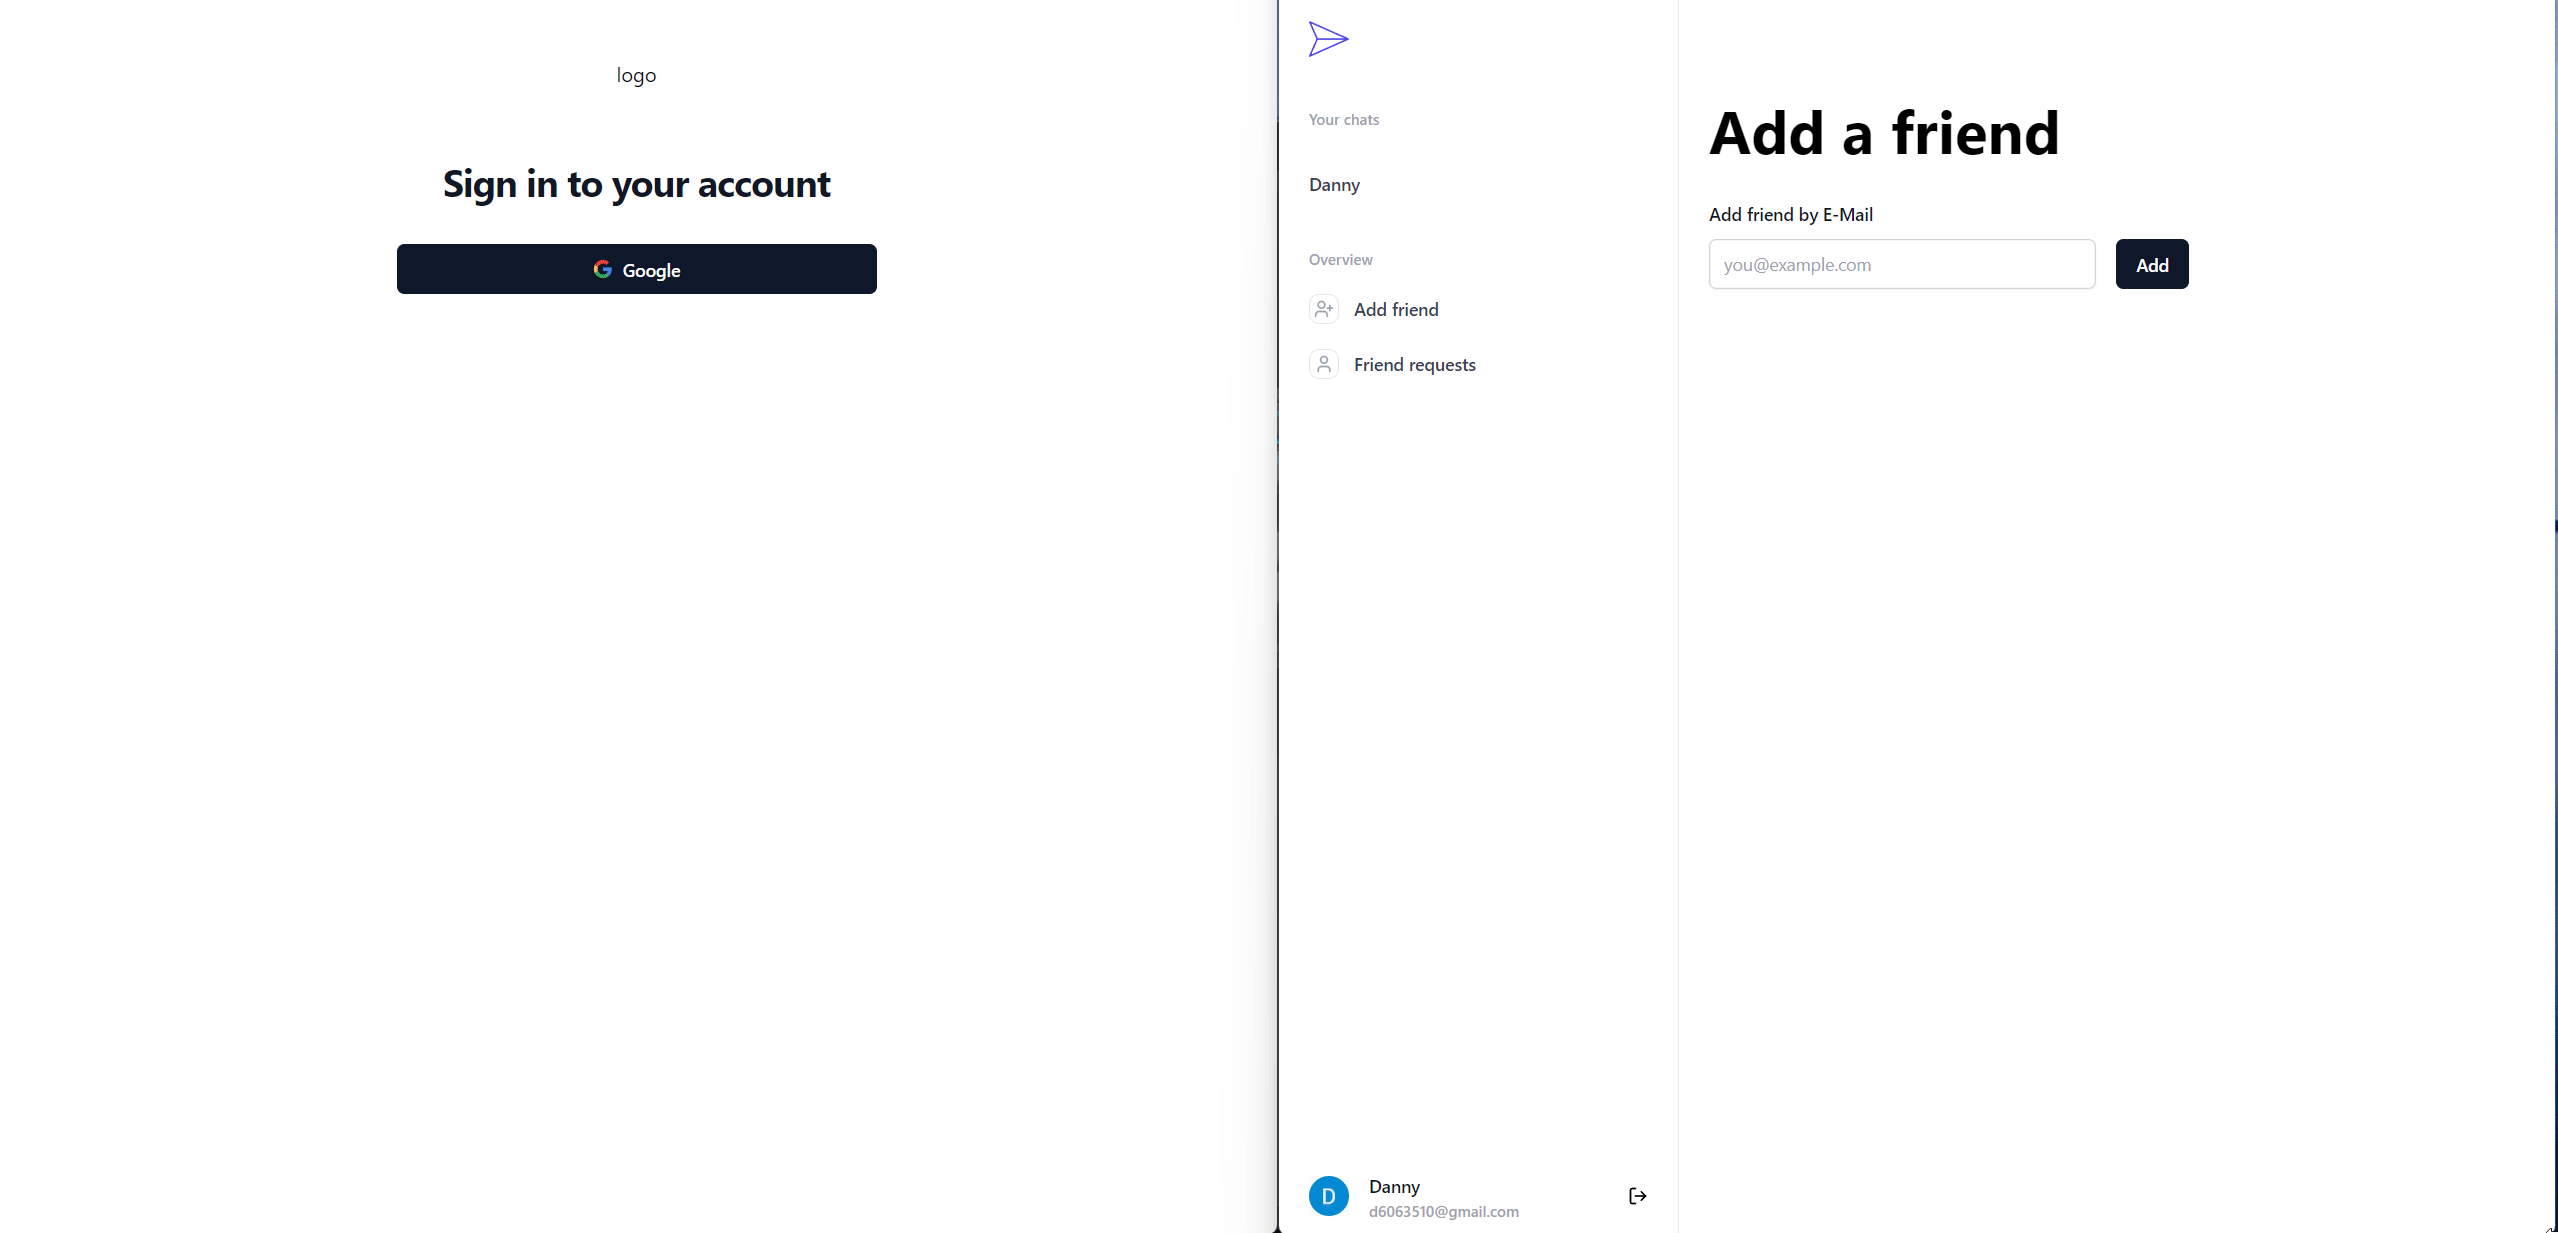 logo
Sign in to your account
Google
Your chats
Danny
Overview
Add friend
Friend requests
D
Danny
d6063510@gmail.com
Add a friend
Add friend by E-Mail
you@example.com
Add